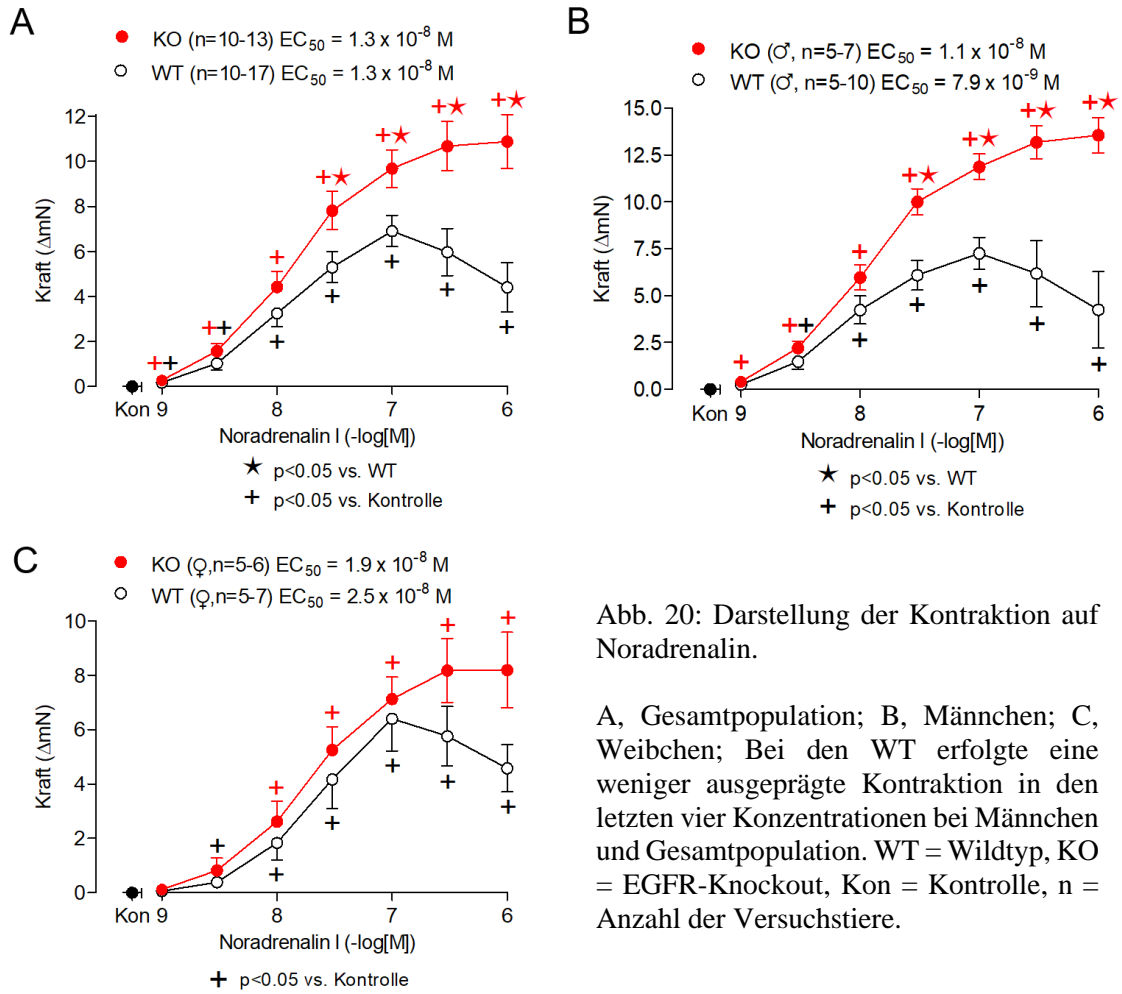 A
KO (n=10-13) EC50 = 1.3 x 10-8 M
WT (n=10-17) EC50 = 1.3 x 10-8 M
12
10
8
6
4
2
0
Kraft (ΔmN)
+★
+★
+★
+★
+
+
+
+
+
+
++
++
Kon 9 8 7 6
Noradrenalin I (-log[M])
★ p<0.05 vs. WT
+ p<0.05 vs. Kontrolle
B
KO (♂, n=5-7) EC50 = 1.1 x 10-8 M
WT (♂, n=5-10) EC50 = 7.9 x 10-9 M
15.0
12.5
10.0
7.5
5.0
2.5
0.0
Kraft (ΔmN)
+★
+★
+★
+★
+
+
+
+
+
+
++
+
Kon 9 8 7 6
Noradrenalin I (-log[M])
★ p<0.05 vs. WT
+ p<0.05 vs. Kontrolle
C
KO (♀,n=5-6) EC50 = 1.9 x 10-8 M
WT (♀,n=5-7) EC50 = 2.5 x 10-8 M
10
8
6
4
2
0
Kraft (ΔmN)
+
+
+
+
+
+
+
+
+
+
+
Kon 9 8 7 6
Noradrenalin I (-log[M])
+ p<0.05 vs. Kontrolle
Abb. 20: Darstellung der Kontraktion auf
Noradrenalin.
A, Gesamtpopulation; B, Männchen; C,
Weibchen; Bei den WT erfolgte eine
weniger ausgeprägte Kontraktion in den
letzten vier Konzentrationen bei Männchen
und Gesamtpopulation. WT = Wildtyp, KO
= EGFR-Knockout, Kon = Kontrolle, n =
Anzahl der Versuchstiere.